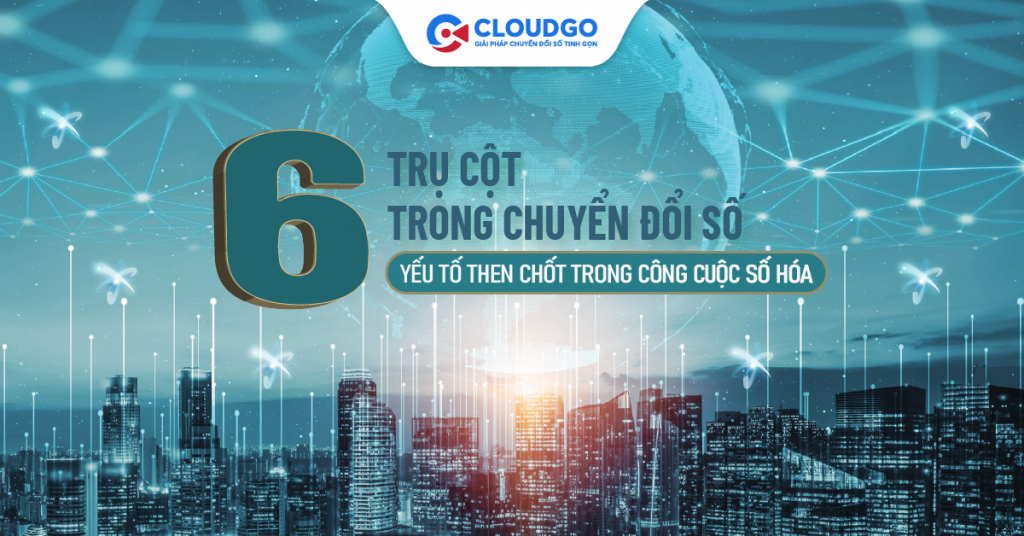 CLOUDGO
GIẢI PHÁP CHUYỂN ĐỔI SỐ TINH GỌN
6
TRỤ CỘT
TRONG CHUYỂN ĐỔI SỐ
YẾU TỐ THEN CHỐT TRONG CÔNG CUỘC SỐ HÓA